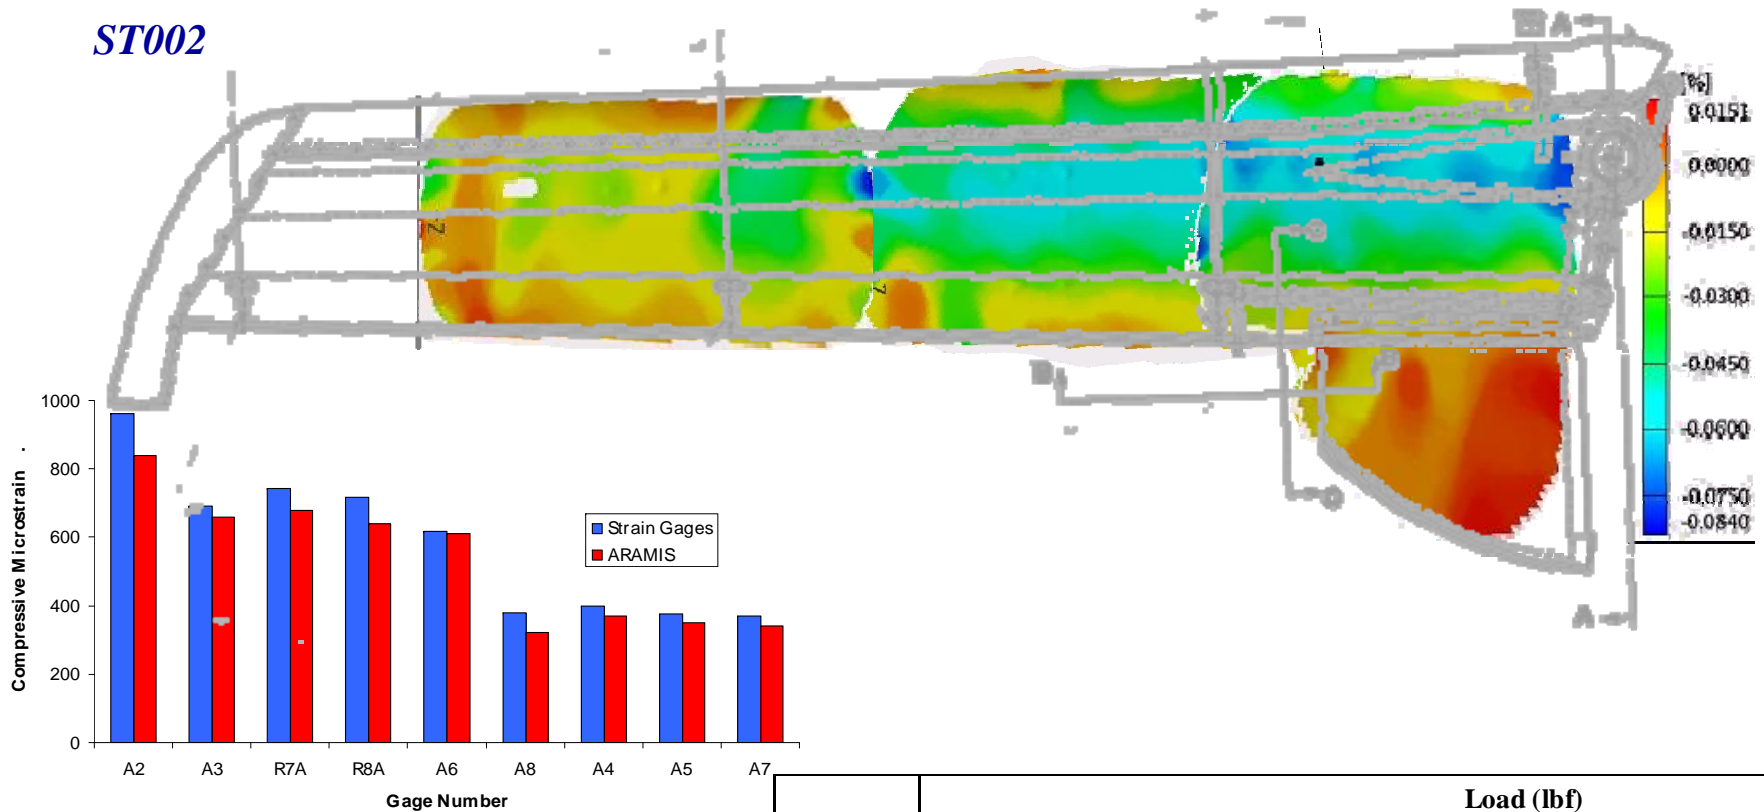 ST002
A
[%]
0.0151
0.0000
-0.0150
-0.0300
-0.0450
-0.0600
-0.0750
-0.0840
A
1000
800
600
400
200
0
Compressive Microstrain .
Strain Gages
ARAMIS
A2 A3 R7A R8A A6 A8 A4 A5 A7
Gage Number
Load (lbf)